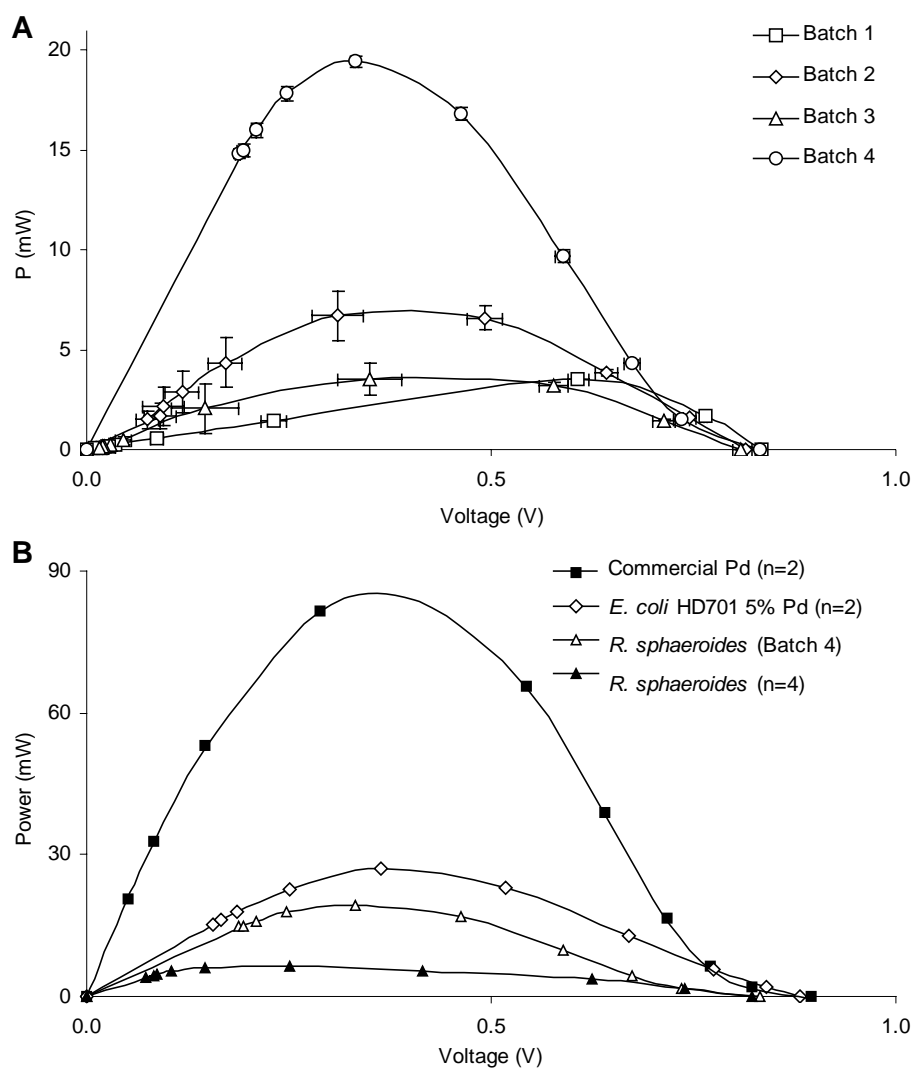 A
Batch 1
Batch 2
Batch 3
Batch 4
P (mW)
20
15
10
5
0
0.0
0.5
1.0
Voltage (V)
B
Commercial Pd (n=2)
E. coli HD701 5% Pd (n=2)
R. sphaeroides (Batch 4)
R. sphaeroides (n=4)
Power (mW)
90
60
30
0
0.0
0.5
1.0
Voltage (V)